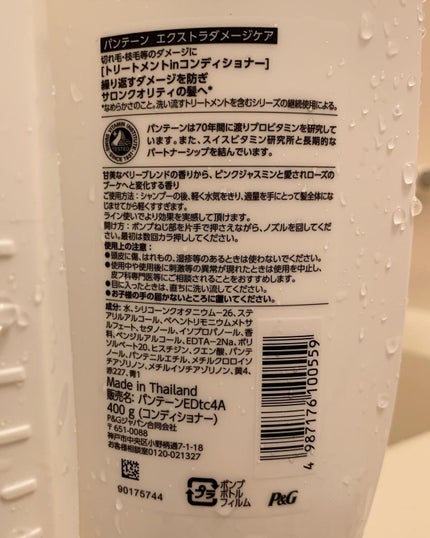 パンテーン エクストラダメージケア
切れ毛・枝毛等のダメージに
[トリートメントinコンディショナー]
繰り返すダメージを防ぎ
サロンクオリティの髪へ*
*なめらかさのこと。洗い流すトリートメントを含むシリーズの継続使用による。
パンテーンは70年間に渡りプロビタミンを研究して
います。また、スイスビタミン研究所と長期的な
パートナーシップを結んでいます。
甘美なベリーブレンドの香りから、ピンクジャスミンと愛されローズの
ブーケへと変化する香り
ご使用方法：シャンプーの後、軽く水気をきり、適量を手にとって髪全体に
なじませてから軽くすすぎます。
ライン使いでより効果を実感して頂けます。
開け方：ポンプねじ部を片手で押さえながら、ノズルを回してくだ
さい。最初は数回カラ押ししてください。
使用上の注意：
●頭皮に傷、はれもの、湿疹等のあるときは使わないでください。
●使用中や使用後に刺激等の異常が現れたときは使用を中止し、
皮フ科専門医等にご相談されることをおすすめします。
●目に入ったときは、直ちに洗い流してください。
●お子様の手の届かないところに置いてください。
成分：水、シリコーンクオタニウム-26、ステ
アリルアルコール、ベヘントリモニウムメトサ
ルフェート、セタノール、イソプロパノール、香
料、ベンジルアルコール、EDTA-2Na、ポリ
ソルベート20、ヒスチジン、クエン酸、パンテ
ノール、パンテニルエチル、メチルクロロイソ
チアゾリノン、メチルイソチアゾリノン、黄4、
赤227、青1
Made in Thailand
販売名：パンテーンEDtc4A
400 g (コンディショナー)
P&Gジャパン合同会社
〒651-0088
神戸市中央区小野柄通7-1-18
お客様相談0120-021327
4 987176 100559
90175744
プラ
ポンプ
ボトル
フィルム
P&G